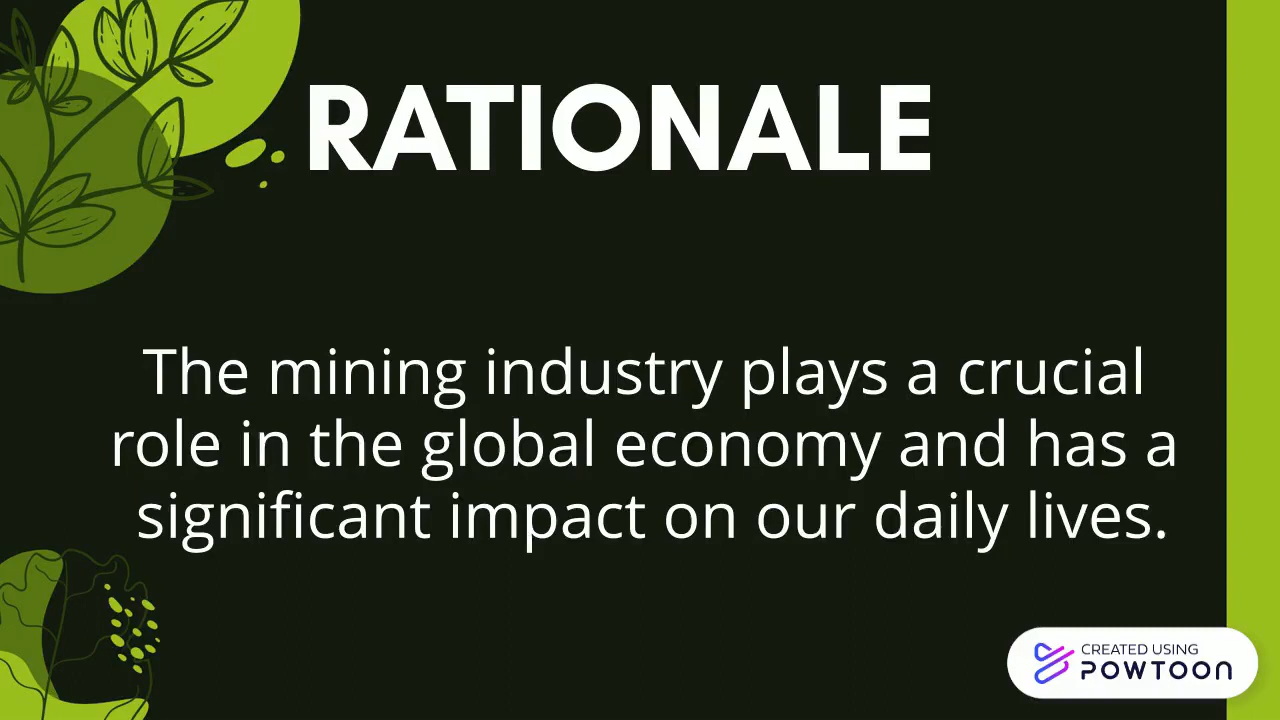 RATIONALE
The mining industry plays a crucial
role in the global economy and has a
significant impact on our daily lives.
CREATED USING
POWTOON